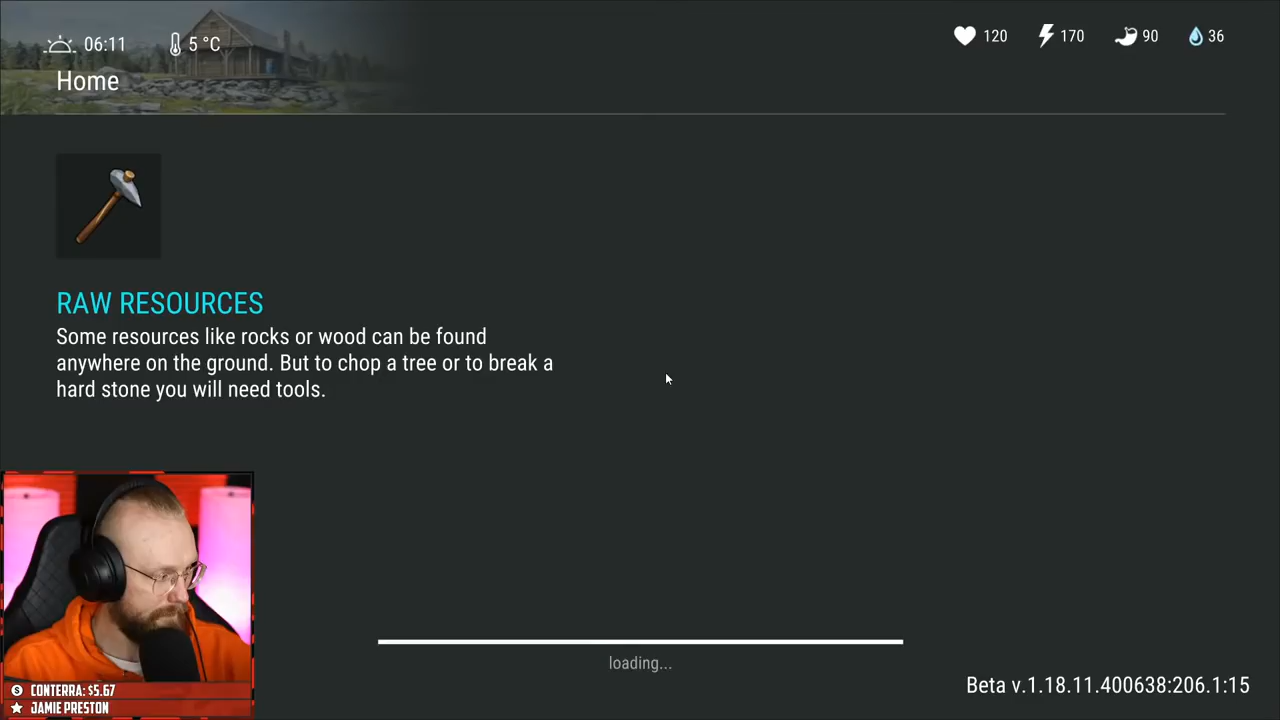 06:11
5 °C
120
170
90
36
Home
RAW RESOURCES
Some resources like rocks or wood can be found
anywhere on the ground. But to chop a tree or to break a
hard stone you will need tools.
loading...
Beta v.1.18.11.400638:206.1:15
CONTERRA: $5.67
JAMIE PRESTON